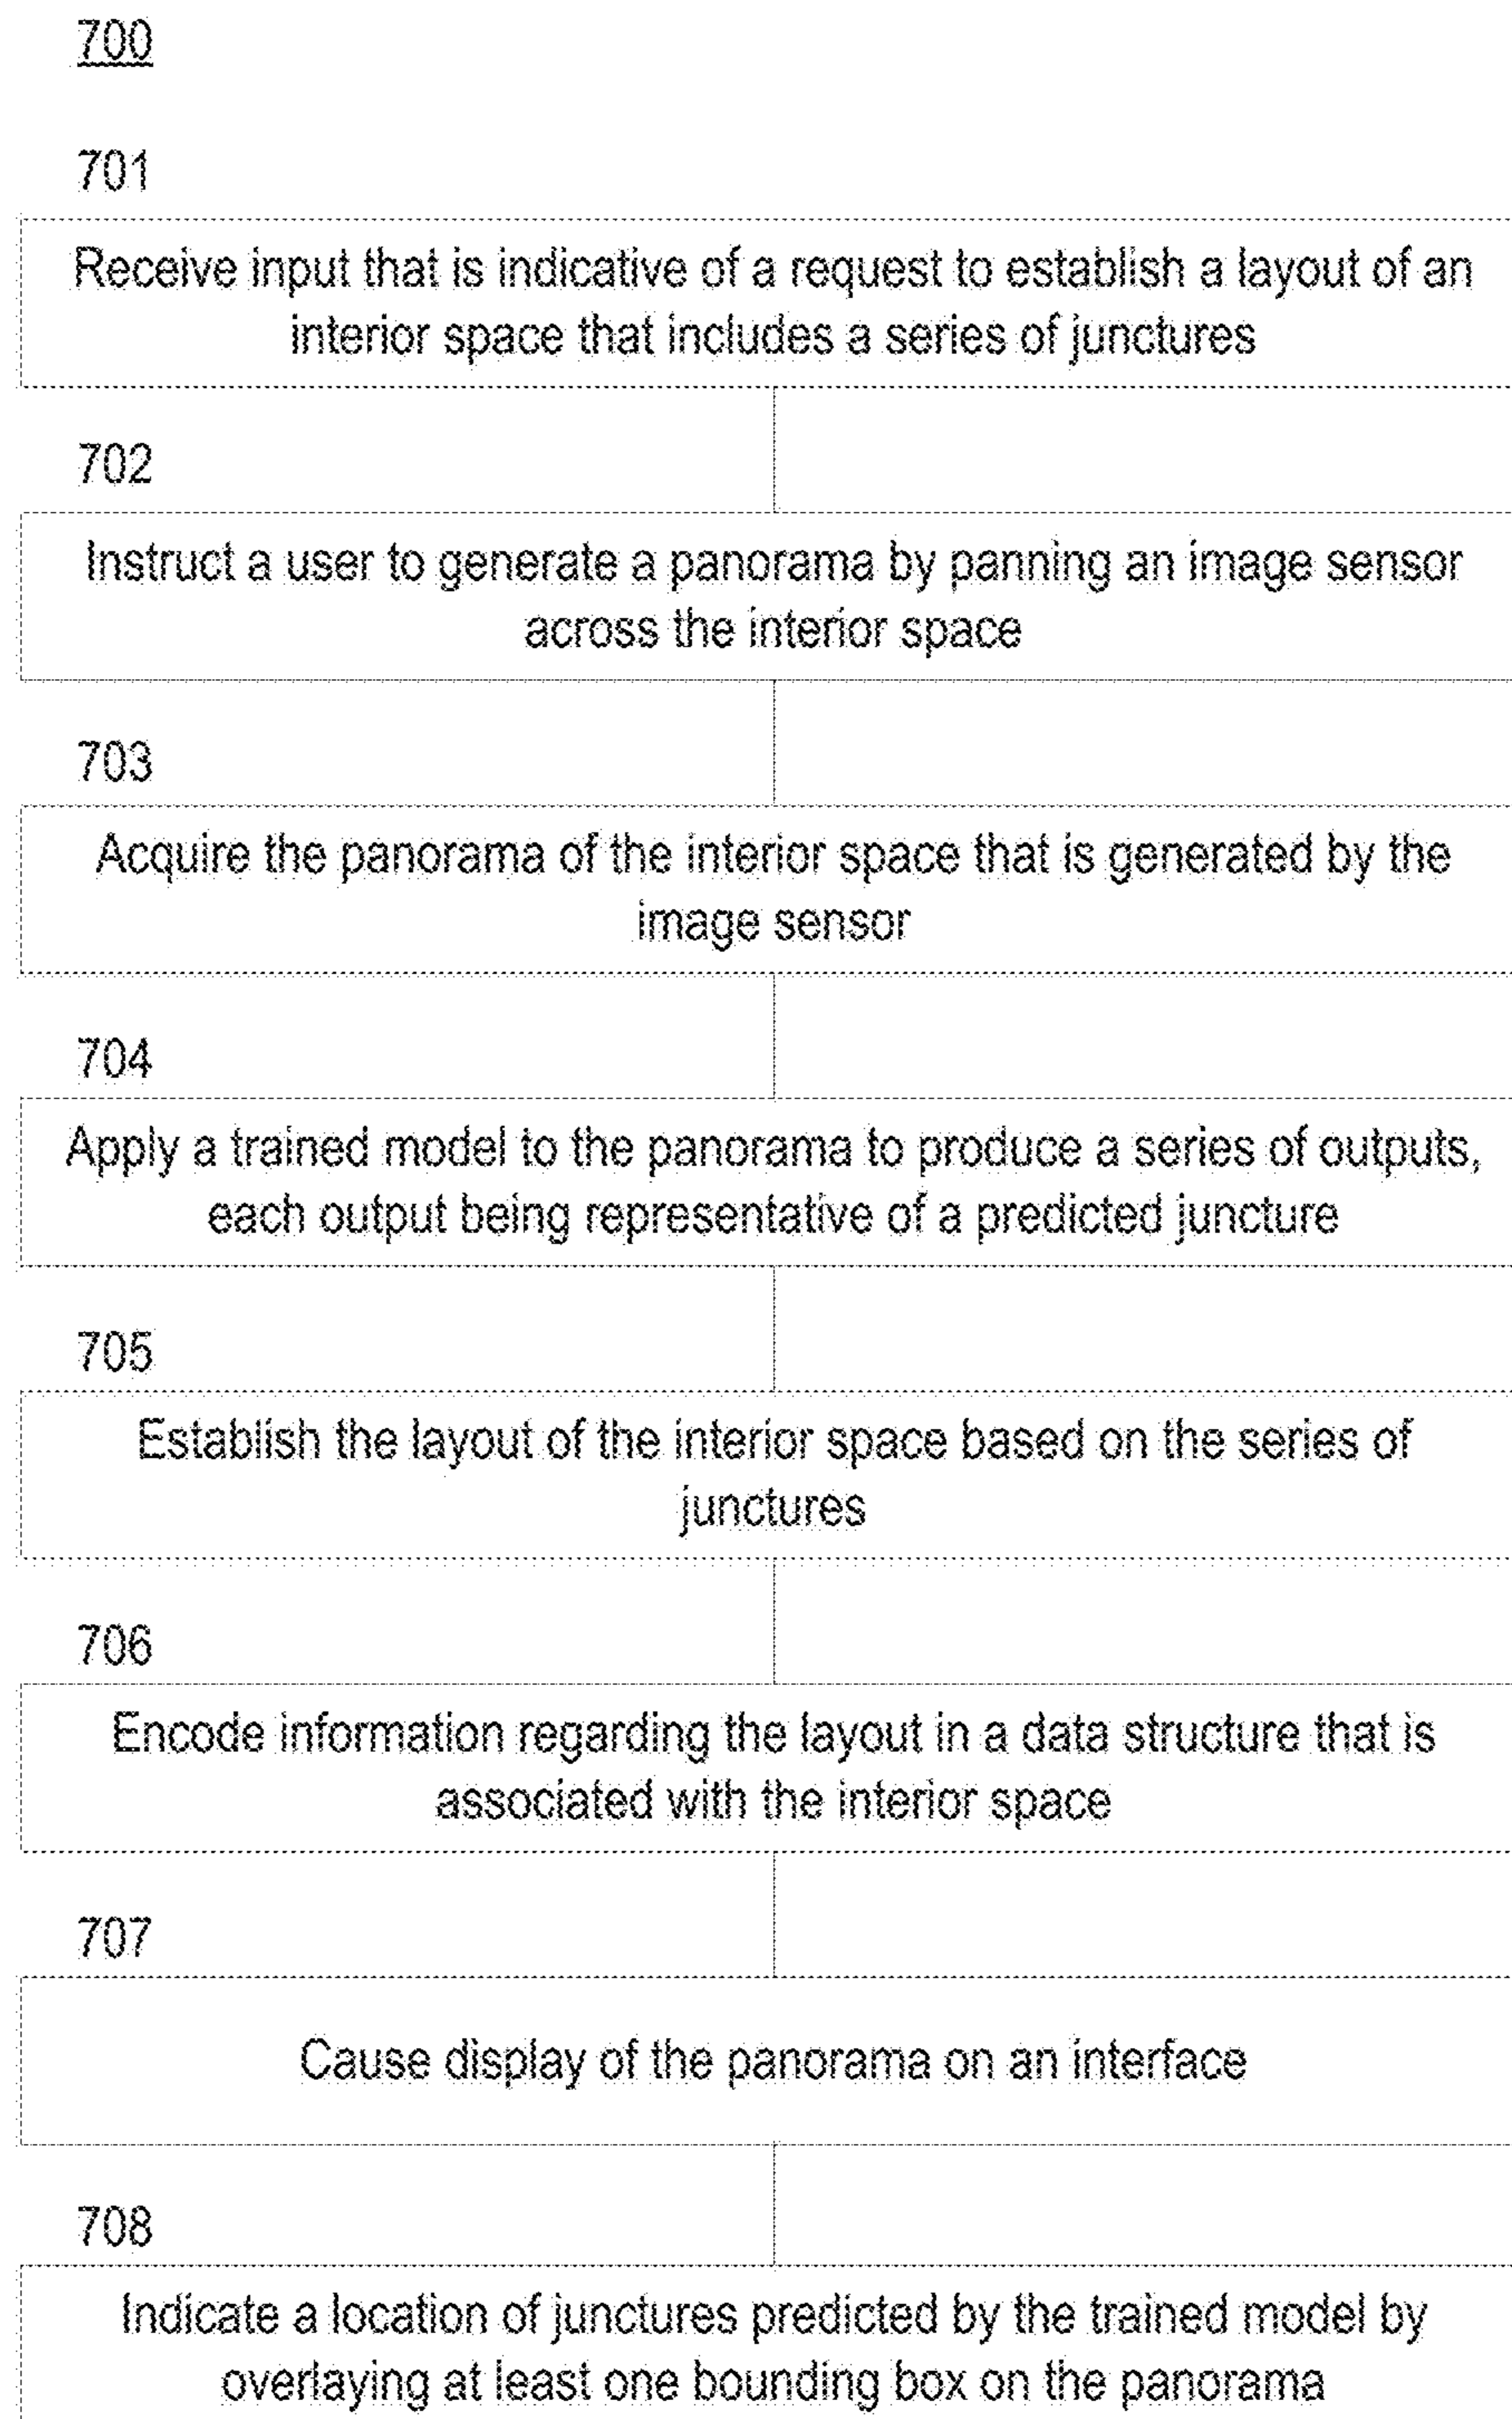 700
701
Receive input that is indicative of a request to establish a layout of an
interior space that includes a series of junctures
702
Instruct a user to generate a panorama by panning an image sensor
across the interior space
703
Acquire the panorama of the interior space that is generated by the
image sensor
704
Apply a trained model to the panorama to produce a series of outputs,
each output being representative of a predicted juncture
705
Establish the layout of the interior space based on the series of
junctures
706
Encode information regarding the layout in a data structure that is
associated with the interior space
707
Cause display of the panorama on an interface
708
Indicate a location of junctures predicted by the trained model by
overlaying at least one bounding box on the panorama